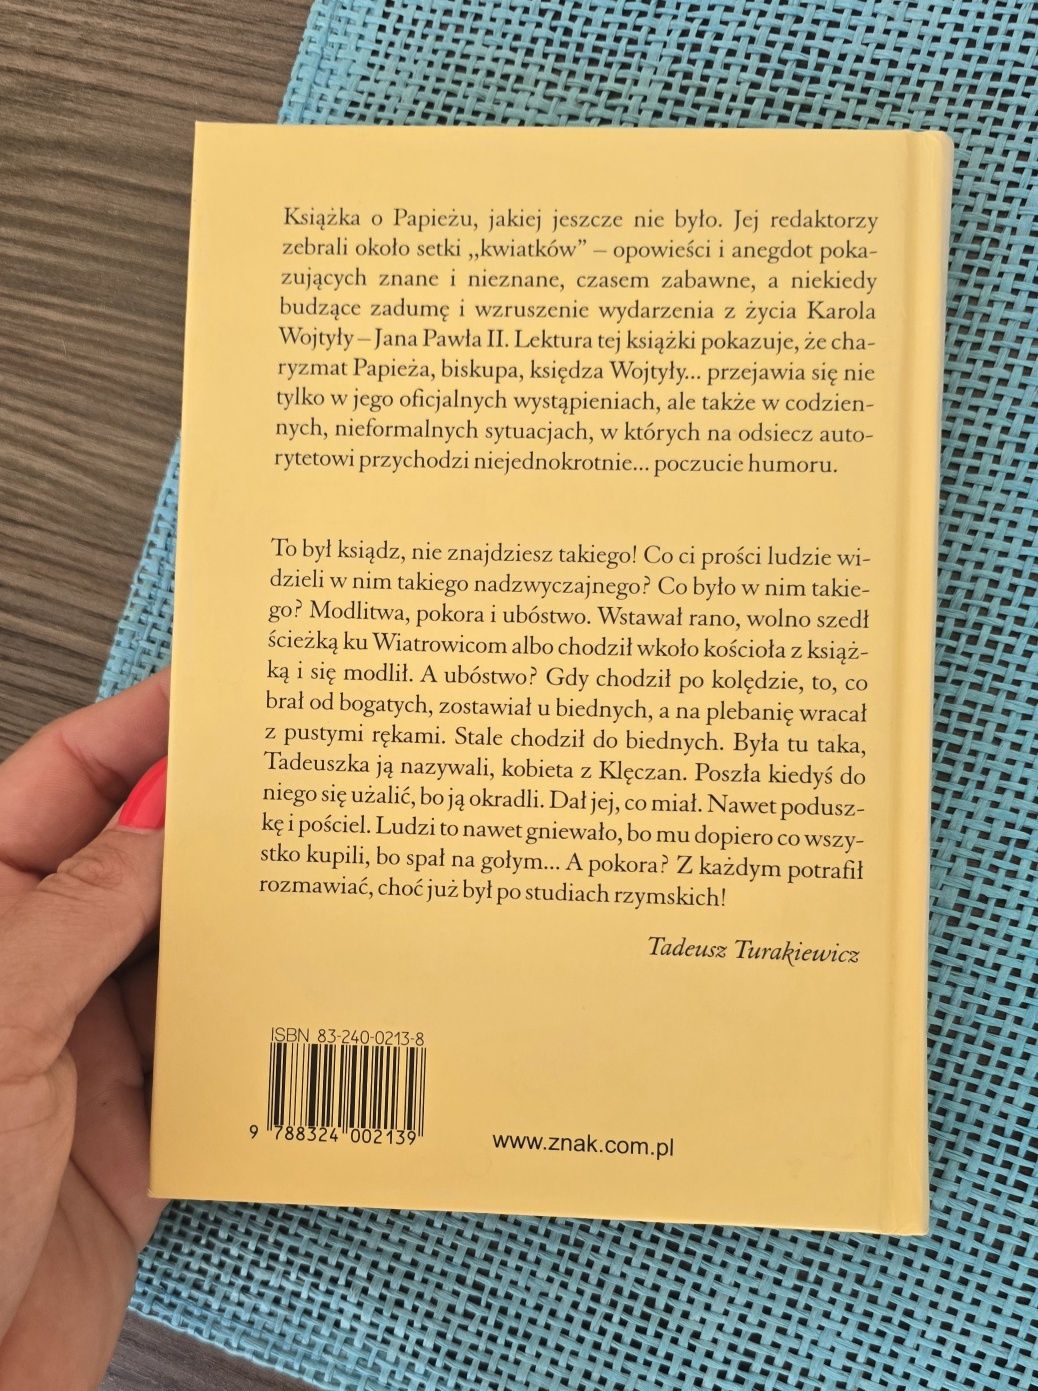 Książka o Papieżu, jakiej jeszcze nie było. Jej redaktorzy
zebrali około setki „kwiatków” – opowieści i anegdot poka-
zujących znane i nieznane, czasem zabawne, a niekiedy
budzące zadumę i wzruszenie wydarzenia z życia Karola
Wojtyły – Jana Pawła II. Lektura tej książki pokazuje, że cha-
ryzmat Papieża, biskupa, księdza Wojtyły... przejawia się nie
tylko w jego oficjalnych wystąpieniach, ale także w codzien-
nych, nieformalnych sytuacjach, w których na odsiecz auto-
rytetowi przychodzi niejednokrotnie... poczucie humoru.
To był ksiądz, nie znajdziesz takiego! Co ci prości ludzie wi-
dzieli w nim takiego nadzwyczajnego? Co było w nim takie-
go? Modlitwa, pokora i ubóstwo. Wstawał rano, wolno szedł
ścieżką ku Wiatrowicom albo chodził wkoło kościoła z książ-
ką i się modlił. A ubóstwo? Gdy chodził po kolędzie, to, co
brał od bogatych, zostawiał u biednych, a na plebanię wracał
z pustymi rękami. Stale chodził do biednych. Była tu taka,
Tadeuszka ją nazywali, kobieta z Klęczan. Poszła kiedyś do
niego się użalić, bo ją okradli. Dał jej, co miał. Nawet podusz-
kę i pościel. Ludzi to nawet gniewało, bo mu dopiero co wszy-
stko kupili, bo spał na gołym... A pokora? Z każdym potrafił
rozmawiać, choć już był po studiach rzymskich!
Tadeusz Turakiewicz
ISBN 83-240-0213-8
9 788324 002139
www.znak.com.pl